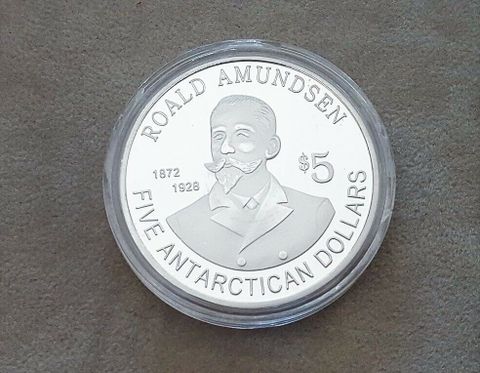 ROALD AMUNDSEN
$5
1872
1928
FIVE ANTARCTICAN DOLLARS